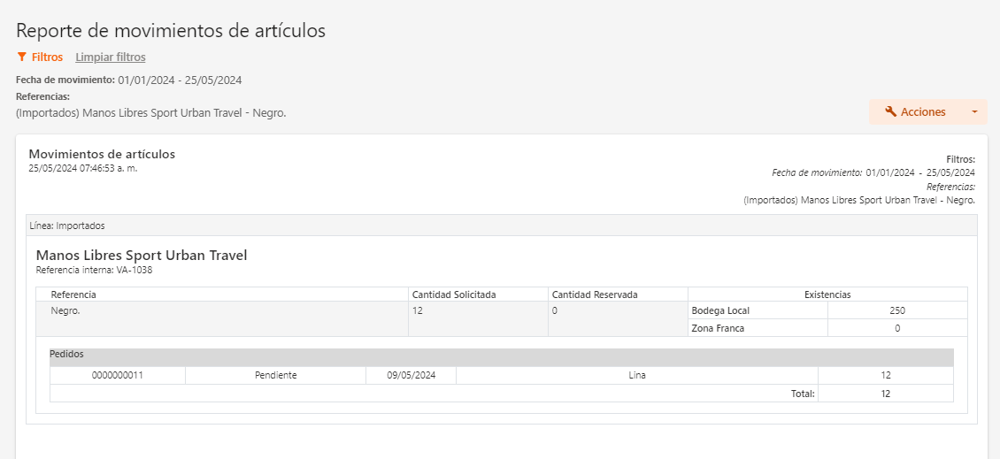 Reporte de movimientos de artículos
Filtros Limpiar filtros
Fecha de movimiento: 01/01/2024 - 25/05/2024
Referencias:
(Importados) Manos Libres Sport Urban Travel - Negro.
Acciones
Movimientos de artículos
25/05/2024 07:46:53 a. m.
Filtros:
Fecha de movimiento: 01/01/2024 - 25/05/2024
Referencias:
(Importados) Manos Libres Sport Urban Travel - Negro.
Línea: Importados
Manos Libres Sport Urban Travel
Referencia interna: VA-1038
Referencia Cantidad Solicitada Cantidad Reservada Existencias
Negro. 12 0 Bodega Local 250
Zona Franca 0
Pedidos
0000000011 Pendiente 09/05/2024 Lina 12
Total: 12